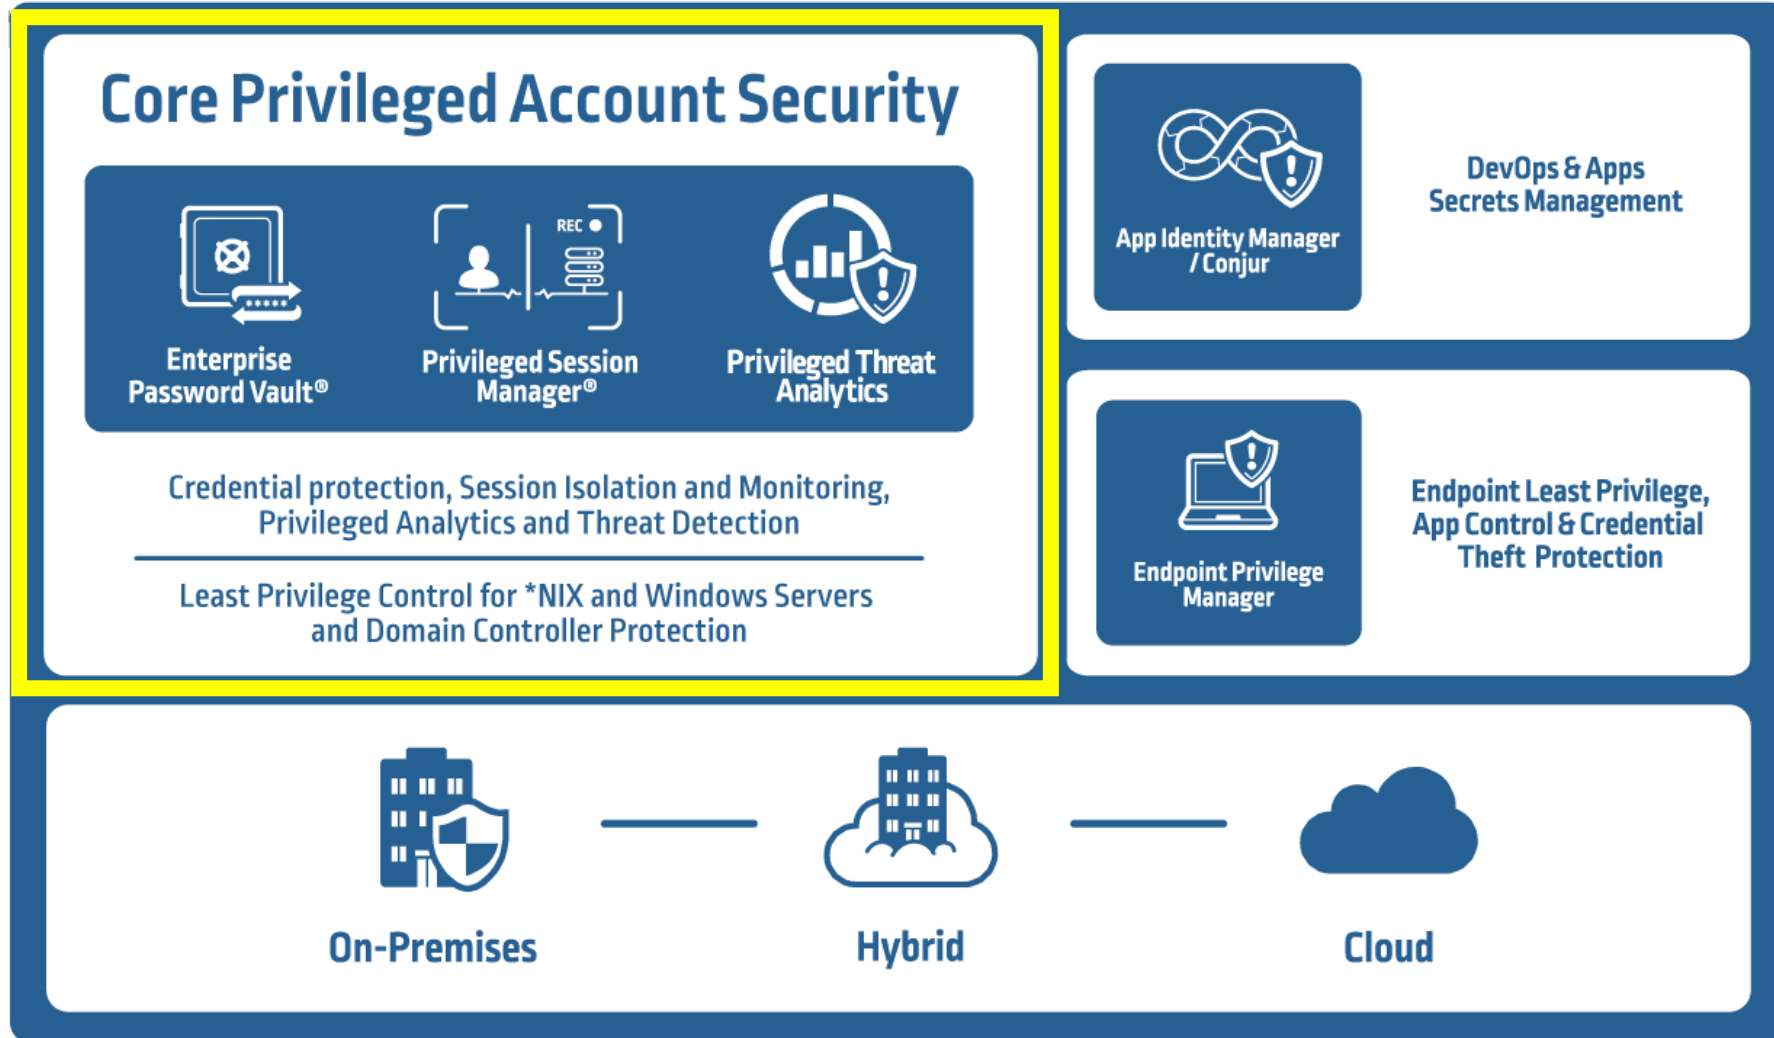 Core Privileged Account Security
REC
*****
Enterprise
Password Vault®
Privileged Session
Manager®
Privileged Threat
Analytics
Credential protection, Session Isolation and Monitoring,
Privileged Analytics and Threat Detection
Least Privilege Control for *NIX and Windows Servers
and Domain Controller Protection
App Identity Manager
/ Conjur
DevOps & Apps
Secrets Management
Endpoint Privilege
Manager
Endpoint Least Privilege,
App Control & Credential
Theft Protection
On-Premises
Hybrid
Cloud